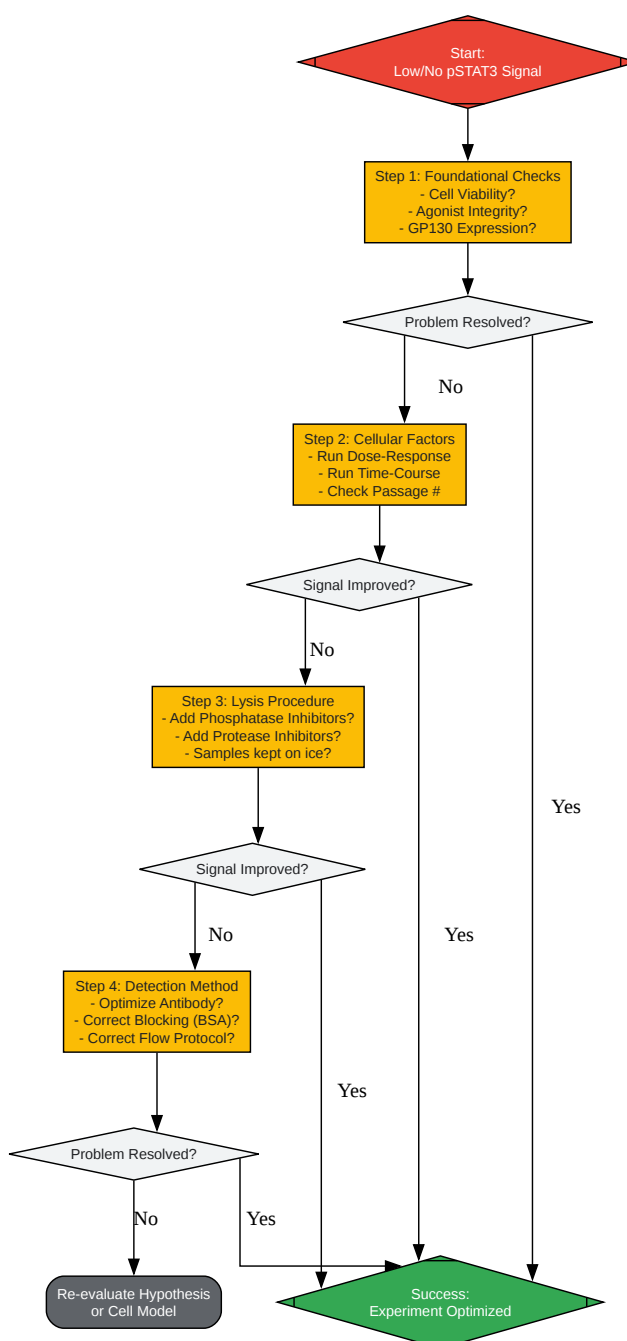 Start:
Low/No pSTAT3 Signal
Step 1: Foundational Checks
- Cell Viability?
- Agonist Integrity?
- GP130 Expression?
Problem Resolved?
No
Step 2: Cellular Factors
- Run Dose-Response
- Run Time-Course
- Check Passage #
Signal Improved?
No
Step 3: Lysis Procedure
- Add Phosphatase Inhibitors?
- Add Protease Inhibitors?
- Samples kept on ice?
Yes
Signal Improved?
No
Yes
Step 4: Detection Method
- Optimize Antibody?
- Correct Blocking (BSA)?
- Correct Flow Protocol?
Yes
Problem Resolved?
No
Yes
Re-evaluate Hypothesis
or Cell Model
Success:
Experiment Optimized